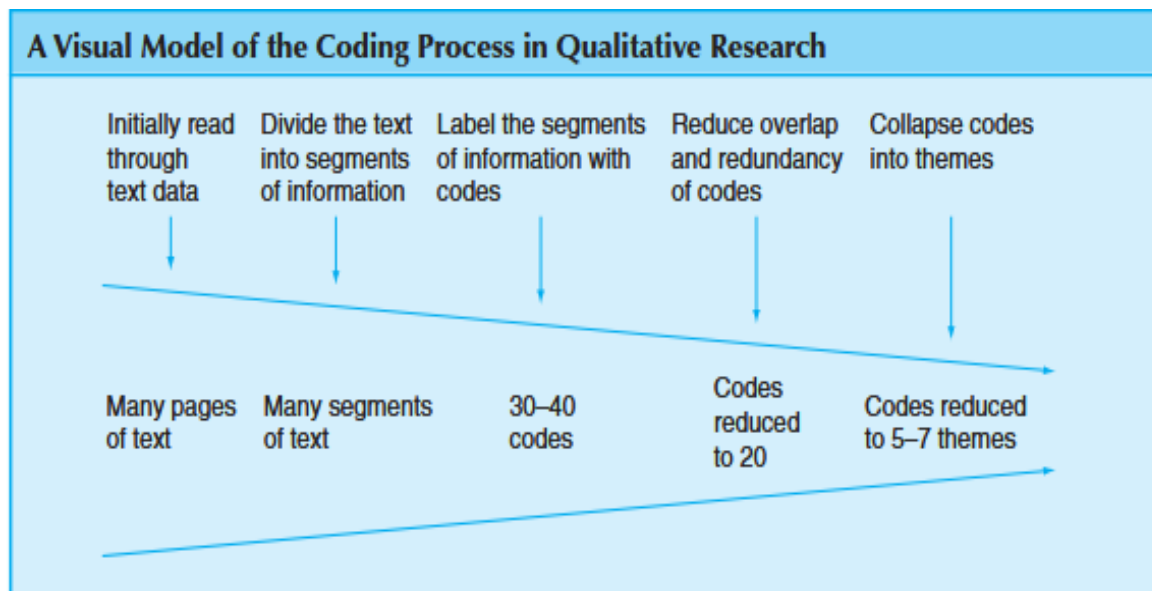 A Visual Model of the Coding Process in Qualitative Research
Initially read
through
text data
Divide the text
into segments
of information
Label the segments
of information with
codes
Reduce overlap
and redundancy
of codes
Collapse codes
into themes
Many pages
of text
Many segments
of text
30–40
codes
Codes
reduced
to 20
Codes reduced
to 5–7 themes